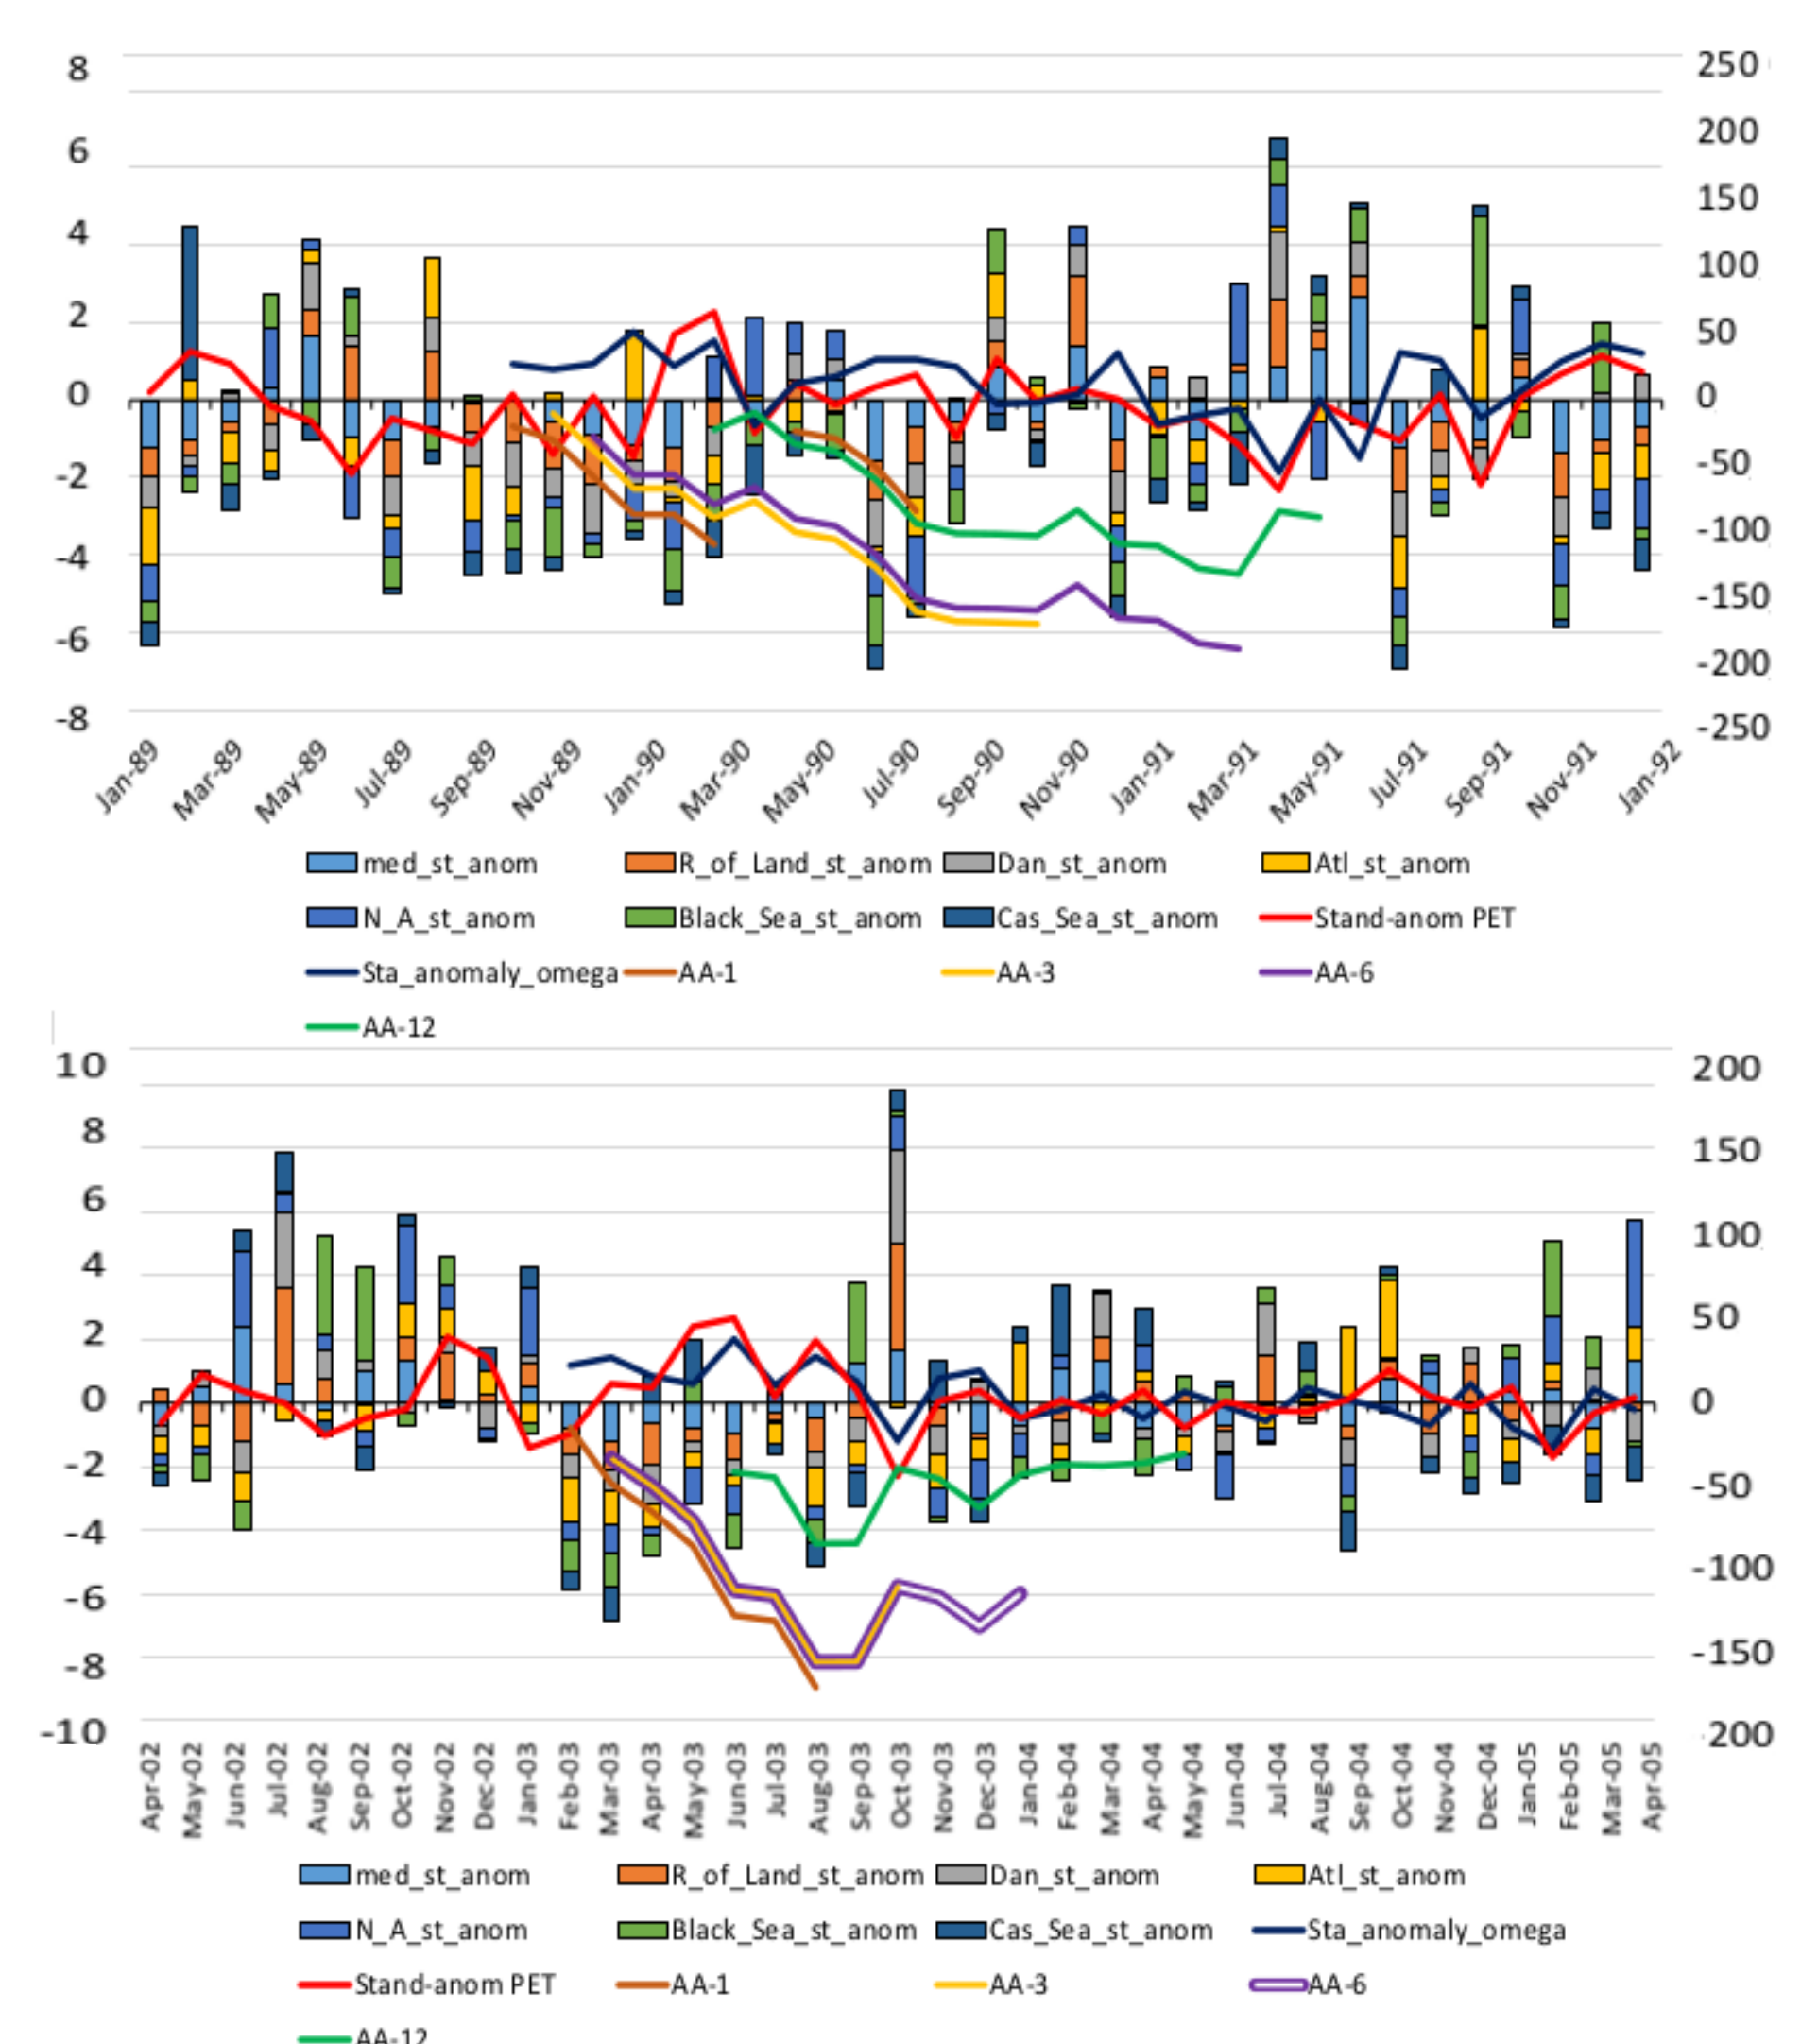 8 250
6 200
150
4 100
2 50
0 0
-2 -50
-4 -100
-150
-6 -200
-8 -250
Jan-89 Mar-89 May-89 Jul-89 Sep-89 Nov-89 Jan-90 Mar-90 May-90 Jul-90 Sep-90 Nov-90 Jan-91 Mar-91 May-91 Jul-91 Sep-91 Nov-91 Jan-92
med_st_anom R_of_Land_st_anom Dan_st_anom Atl_st_anom
N_A_st_anom Black_Sea_st_anom Cas_Sea_st_anom Stand-anom PET
Sta_anomaly_omega AA-1 AA-3 AA-6
AA-12
10 200
8 150
6
4 100
2 50
0 0
-2 -50
-4
-6 -100
-8 -150
-10 200
Apr-02 May-02 Jun-02 Jul-02 Aug-02 Sep-02 Oct-02 Nov-02 Dec-02 Jan-03 Feb-03 Mar-03 Apr-03 May-03 Jun-03 Jul-03 Aug-03 Sep-03 Oct-03 Nov-03 Dec-03 Jan-04 Feb-04 Mar-04 Apr-04 May-04 Jun-04 Jul-04 Aug-04 Sep-04 Oct-04 Nov-04 Dec-04 Jan-05 Feb-05 Mar-05 Apr-05
med_st_anom R_of_Land_st_anom Dan_st_anom Atl_st_anom
N_A_st_anom Black_Sea_st_anom Cas_Sea_st_anom Sta_anomaly_omega
Stand-anom PET AA-1 AA-3 AA-6
AA-12